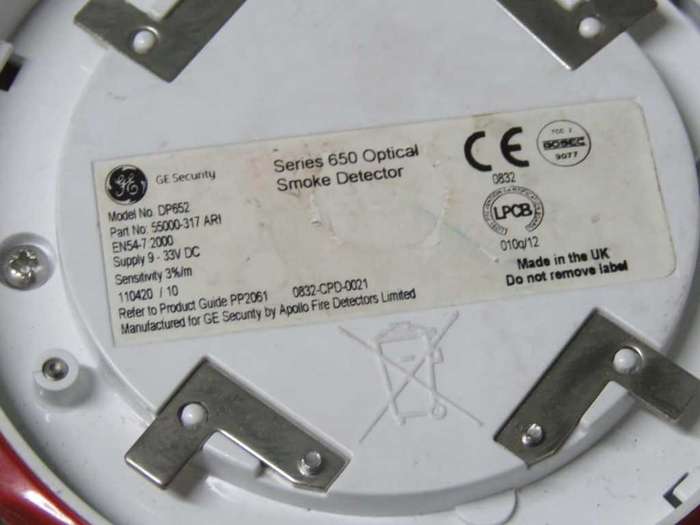 GE Security
Series 650 Optical
Smoke Detector
Model No. DP652
Part No: 55000-317 ARI
EN54-7:2000
Supply 9 - 33V DC
Sensitivity 3%/m
110420 / 10
Refer to Product Guide PP2061 0832-CPD-0021
Manufactured for GE Security by Apollo Fire Detectors Limited
CE
0832
BOSEC
9077
LPCB
010q/12
Made in the UK
Do not remove label